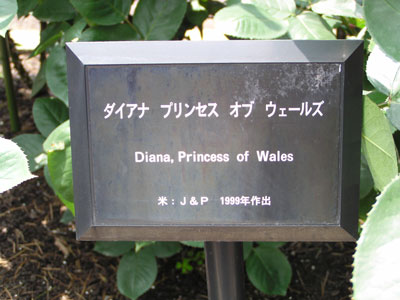 ダイアナ プリンセス オブ ウェールズ
Diana, Princess of Wales
米：J&P 1999年作出